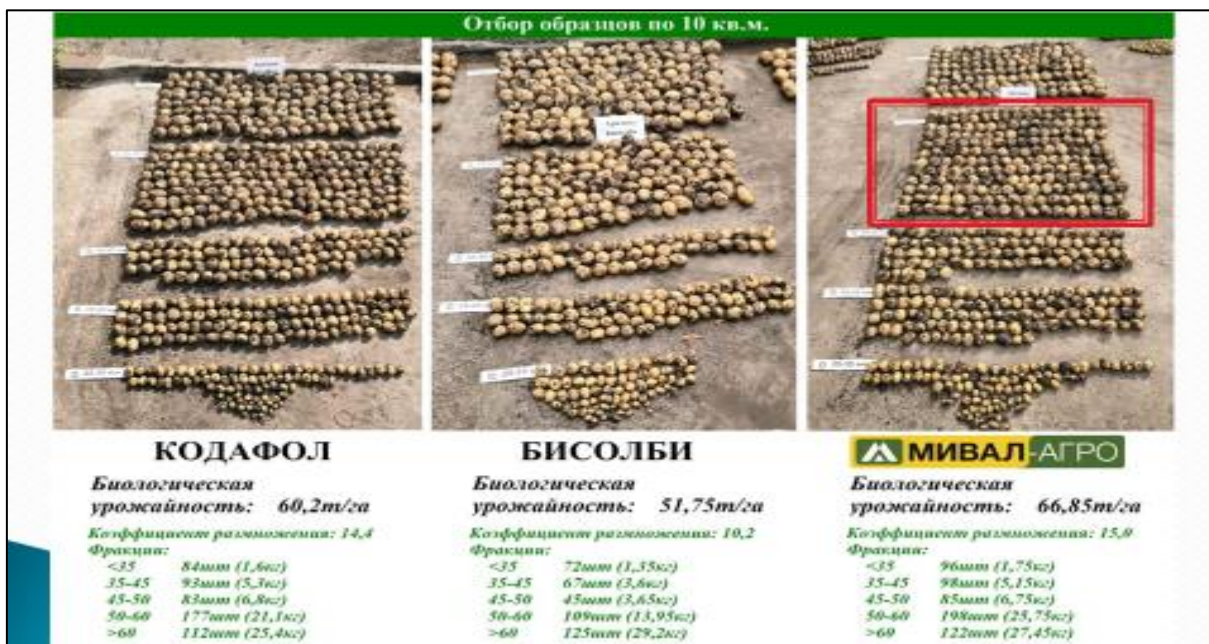 Отбор образцов по 10 кв.м.
КОДАФОЛ
Биологическая
урожайность: 60,2т/га
Коэффициент размножения: 14,4
Фракции:
<35 84шт (1,6кг)
35-45 93шт (5,3кг)
45-50 83шт (6,8кг)
50-60 177шт (21,1кг)
>60 112шт (25,4кг)
БИСОЛБИ
Биологическая
урожайность: 51,75т/га
Коэффициент размножения: 10,2
Фракции:
<35 72шт (1,35кг)
35-45 67шт (3,6кг)
45-50 45шт (3,65кг)
50-60 109шт (13,95кг)
>60 125шт (29,2кг)
МИВАЛ-АГРО
Биологическая
урожайность: 66,85т/га
Коэффициент размножения: 15,0
Фракции:
<35 96шт (1,75кг)
35-45 98шт (5,15кг)
45-50 85шт (6,75кг)
50-60 198шт (25,75кг)
>60 122шт (27,45кг)